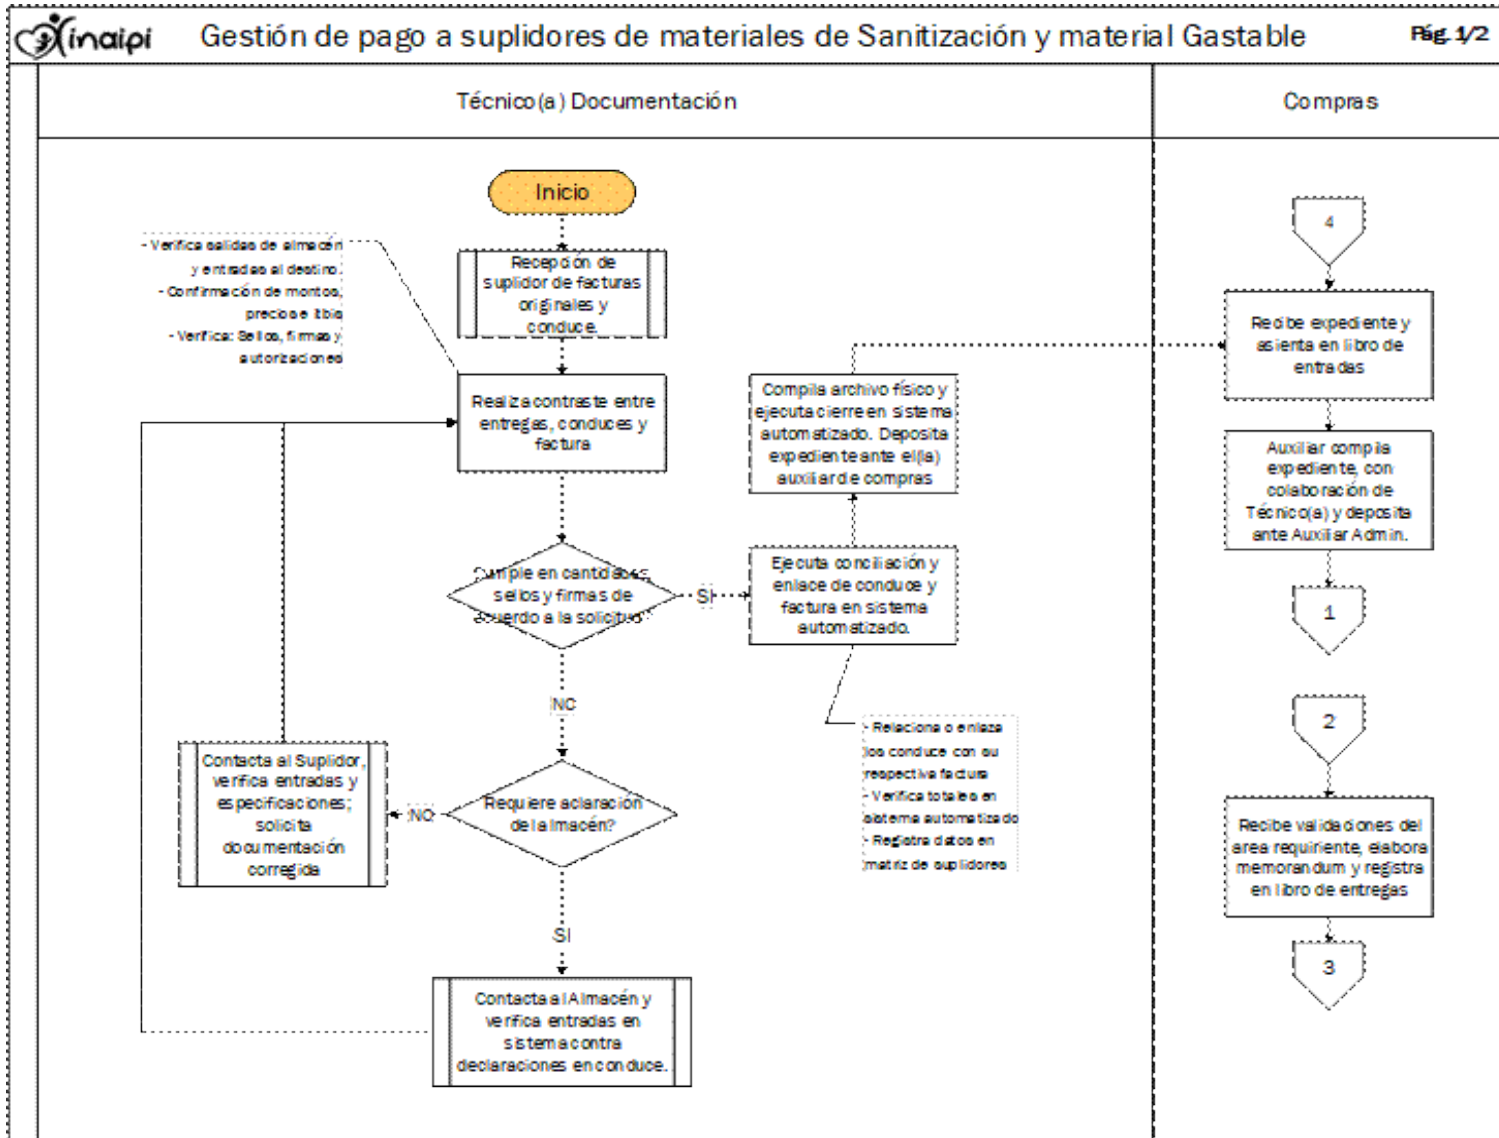 inaipi
Gestión de pago a suplidores de materiales de Sanitización y material Gastable
Pág. 1/2
Técnico(a) Documentación
Compras
Inicio
- Verifica salidas de almacén
y entradas al destino.
- Confirmación de montos,
precios e itbis
- Verifica: Sellos, firmas y
autorizaciones
Recepción de
suplidor de facturas
originales y
conduce.
Realiza contraste entre
entregas, conduces y
factura
Cumple en cantidades,
sellos y firmas de
acuerdo a la solicitud?
SI
Ejecuta conciliación y
enlace de conduce y
factura en sistema
automatizado.
Compila archivo físico y
ejecuta cierre en sistema
automatizado. Deposita
expediente ante el(la)
auxiliar de compras
- Relaciona o enlaza
los conduce con su
respectiva factura
- Verifica totales en
sistema automatizado
- Registra datos en
matriz de suplidores
NO
Requiere aclaración
del almacén?
NO
Contacta al Suplidor,
verifica entradas y
especificaciones;
solicita
documentación
corregida
SI
Contacta al Almacén y
verifica entradas en
sistema contra
declaraciones en conduce.
4
Recibe expediente y
asienta en libro de
entradas
Auxiliar compila
expediente, con
colaboración de
Técnico(a) y deposita
ante Auxiliar Admin.
1
2
Recibe validaciones del
area requiriente, elabora
memorandum y registra
en libro de entregas
3